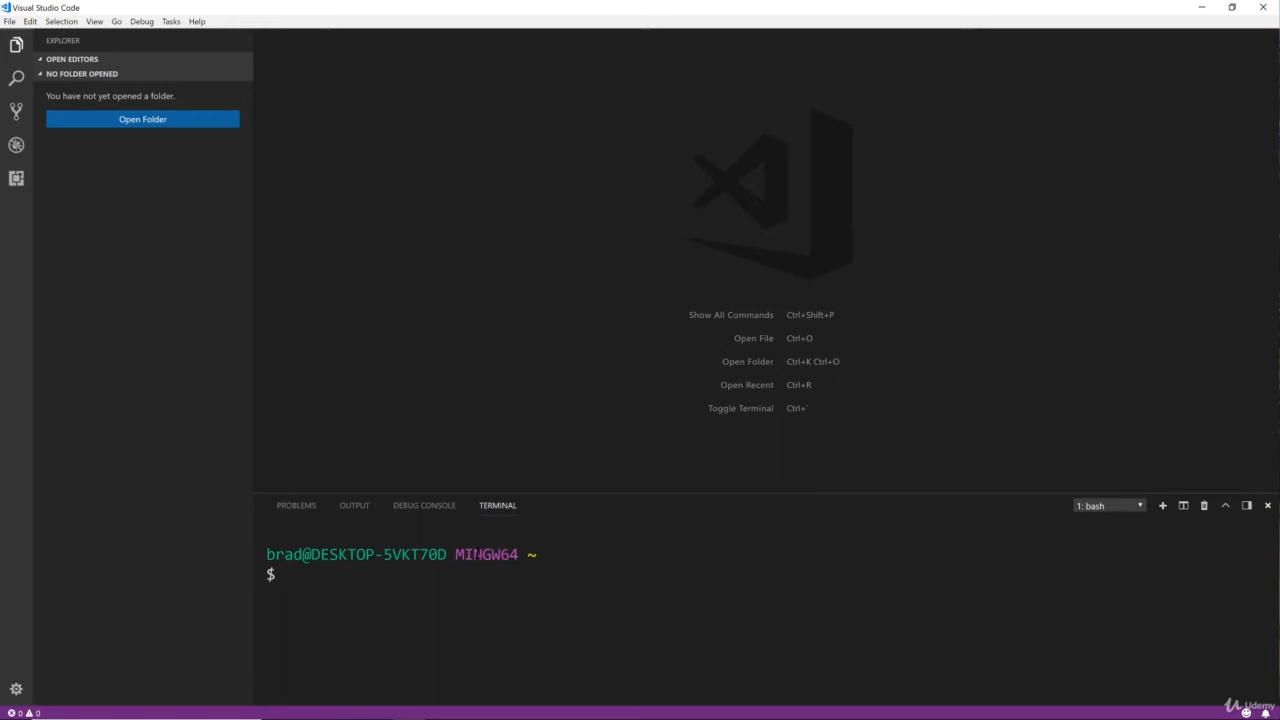 Visual Studio Code
File Edit Selection View Go Debug Tasks Help
EXPLORER
OPEN EDITORS
NO FOLDER OPENED
You have not yet opened a folder.
Open Folder
Show All Commands Ctrl+Shift+P
Open File Ctrl+O
Open Folder Ctrl+K Ctrl+O
Open Recent Ctrl+R
Toggle Terminal Ctrl+`
PROBLEMS OUTPUT DEBUG CONSOLE TERMINAL 1: bash
brad@DESKTOP-5VKT70D MINGW64 ~
$
0 0
Udemy